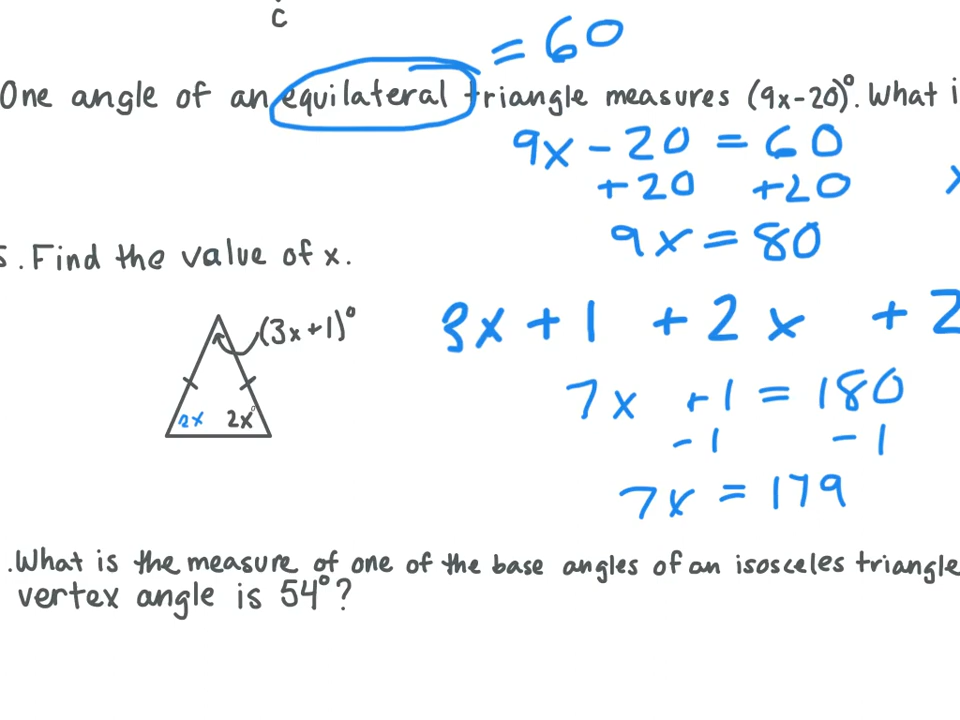 c
= 60
One angle of an equilateral triangle measures (9x-20)°. What i
9x - 20 = 60
+20 +20
x
9x = 80
5. Find the value of x.
(3x+1)°
3x + 1 + 2x + 2
7x +1 = 180
2x 2x°
-1 -1
7x = 179
. What is the measure of one of the base angles of an isosceles triangle
vertex angle is 54°?